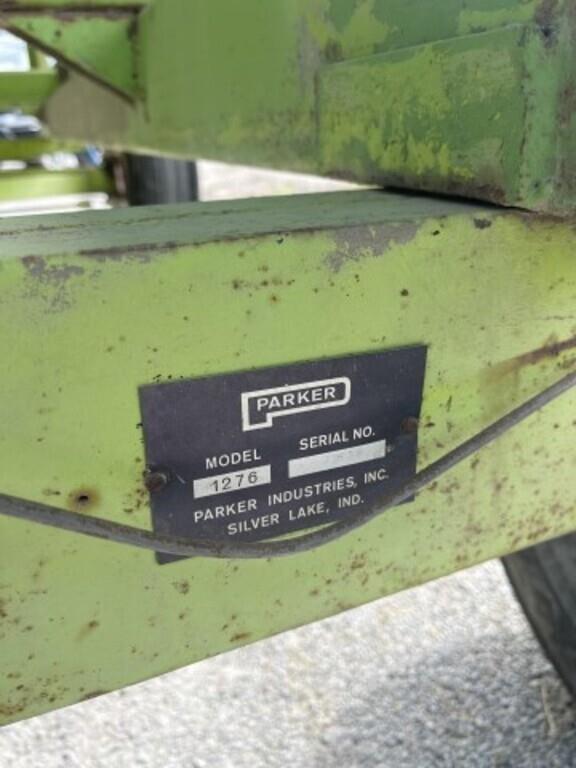 PARKER
MODEL SERIAL NO.
1276
PARKER INDUSTRIES, INC.
SILVER LAKE, IND.